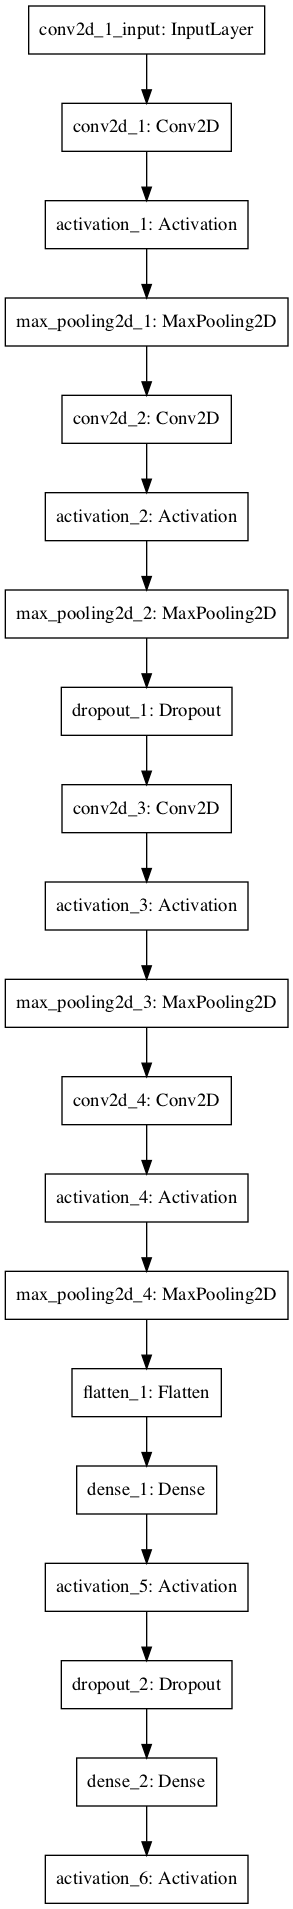 conv2d_1_input: InputLayer
conv2d_1: Conv2D
activation_1: Activation
max_pooling2d_1: MaxPooling2D
conv2d_2: Conv2D
activation_2: Activation
max_pooling2d_2: MaxPooling2D
dropout_1: Dropout
conv2d_3: Conv2D
activation_3: Activation
max_pooling2d_3: MaxPooling2D
conv2d_4: Conv2D
activation_4: Activation
max_pooling2d_4: MaxPooling2D
flatten_1: Flatten
dense_1: Dense
activation_5: Activation
dropout_2: Dropout
dense_2: Dense
activation_6: Activation